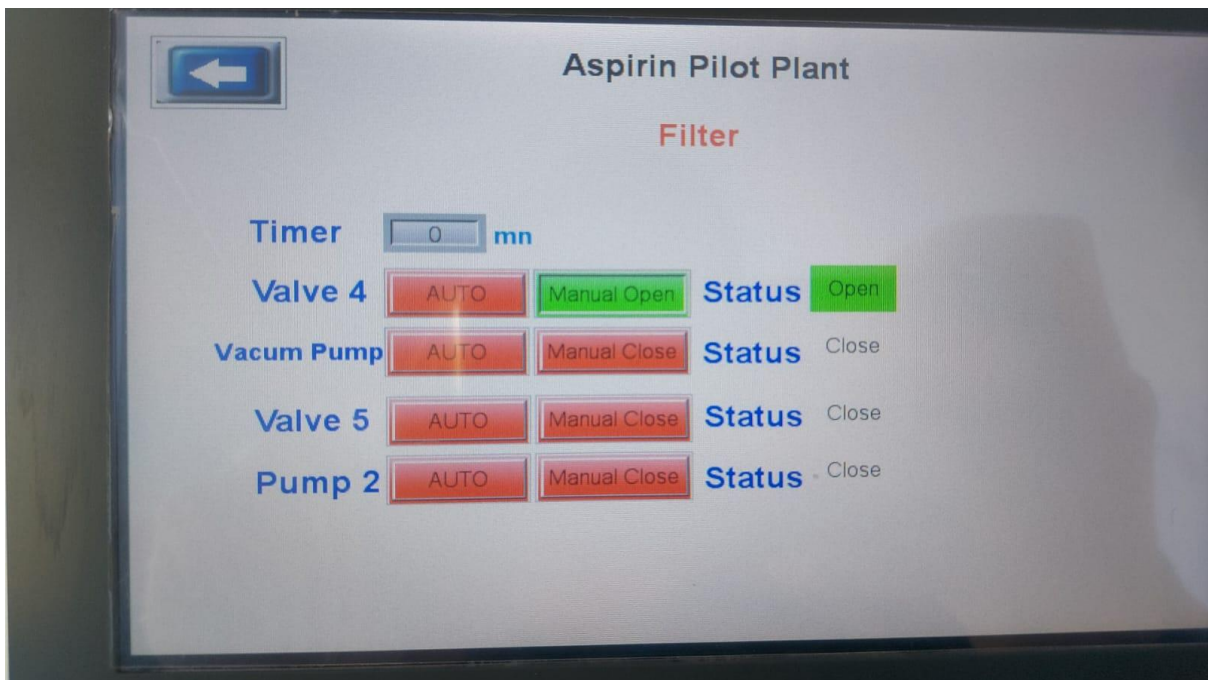 Aspirin Pilot Plant
Filter
Timer 0 mn
Valve 4 AUTO Manual Open Status Open
Vacum Pump AUTO Manual Close Status Close
Valve 5 AUTO Manual Close Status Close
Pump 2 AUTO Manual Close Status Close